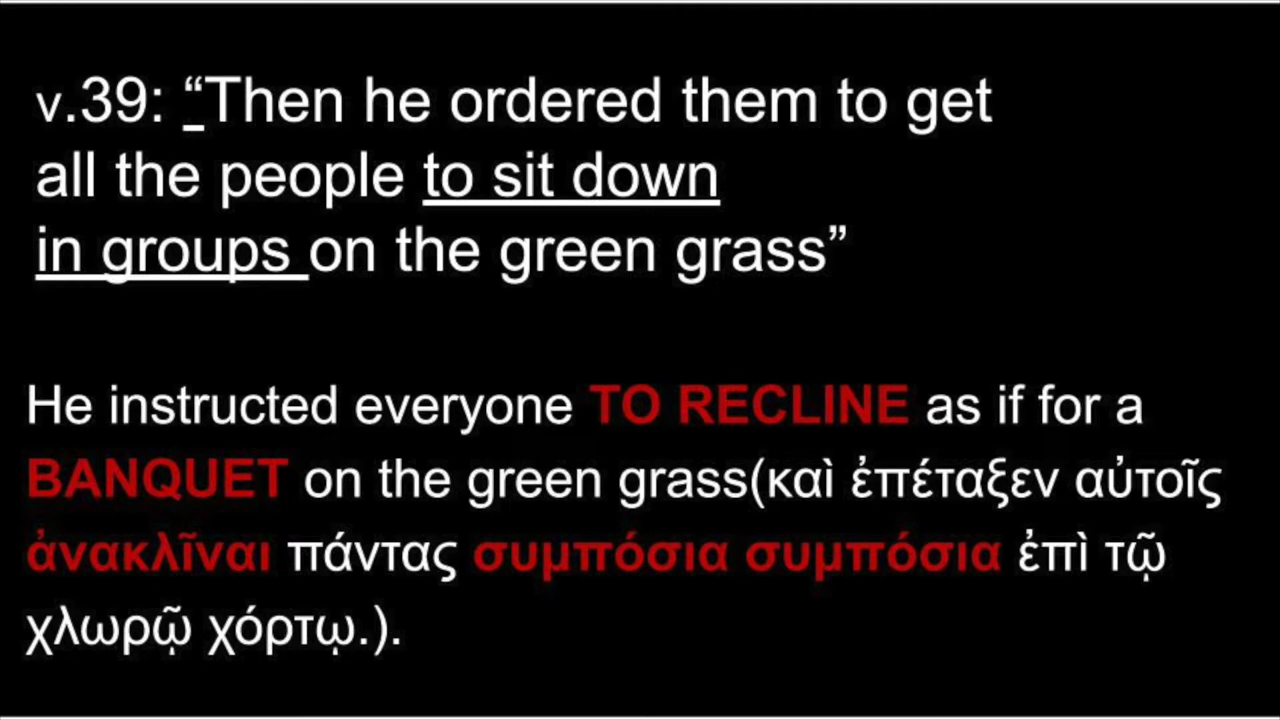 v.39: “Then he ordered them to get
all the people to sit down
in groups on the green grass”
He instructed everyone TO RECLINE as if for a
BANQUET on the green grass(καὶ ἐπέταξεν αὐτοῖς
ἀνακλῖναι πάντας συμπόσια συμπόσια ἐπὶ τῷ
χλωρῷ χόρτῳ.).